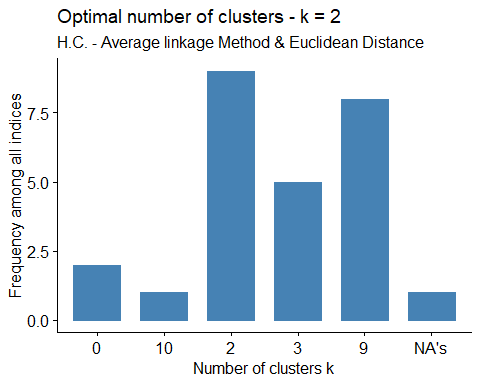 Optimal number of clusters - k = 2
H.C. - Average linkage Method & Euclidean Distance
Frequency among all indices
7.5
5.0
2.5
0.0
0 10 2 3 9 NA's
Number of clusters k